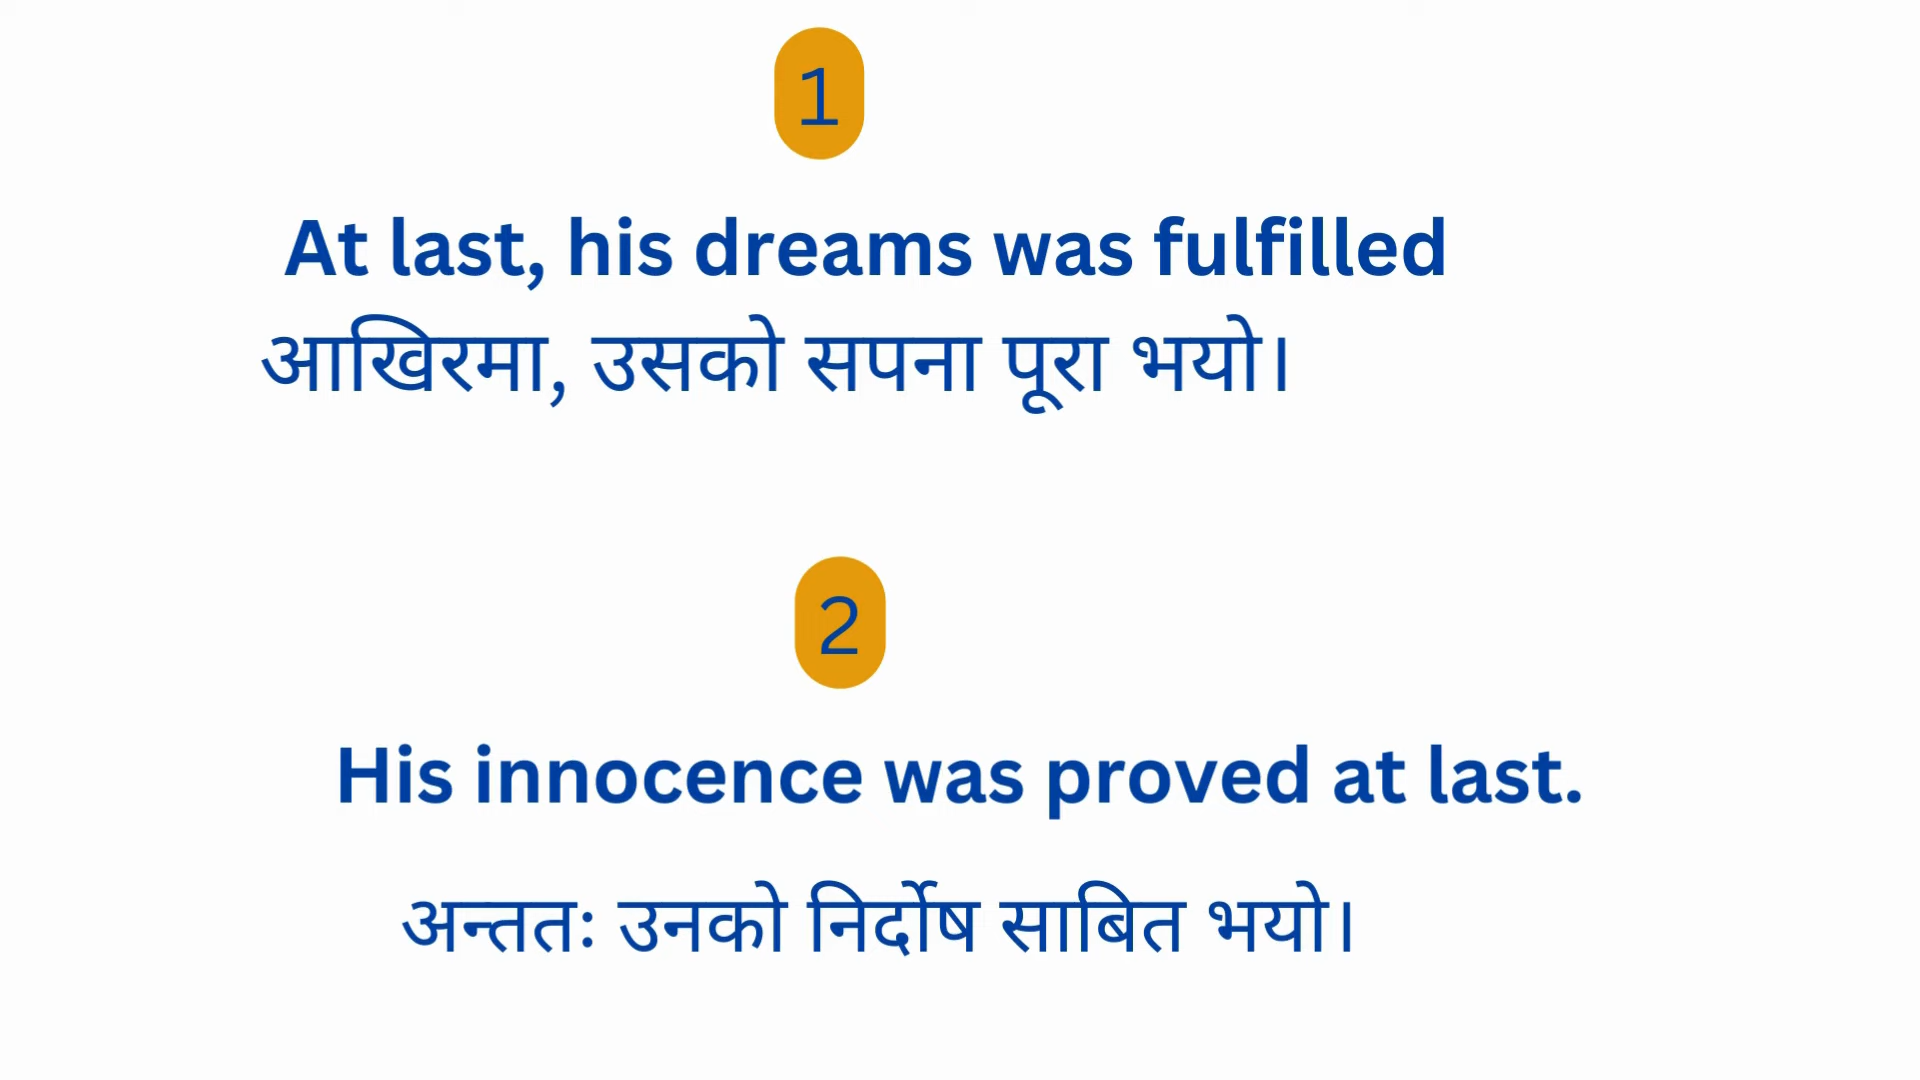 1
At last, his dreams was fulfilled
आखिरमा, उसको सपना पूरा भयो।
2
His innocence was proved at last.
अन्ततः उनको निर्दोष साबित भयो।